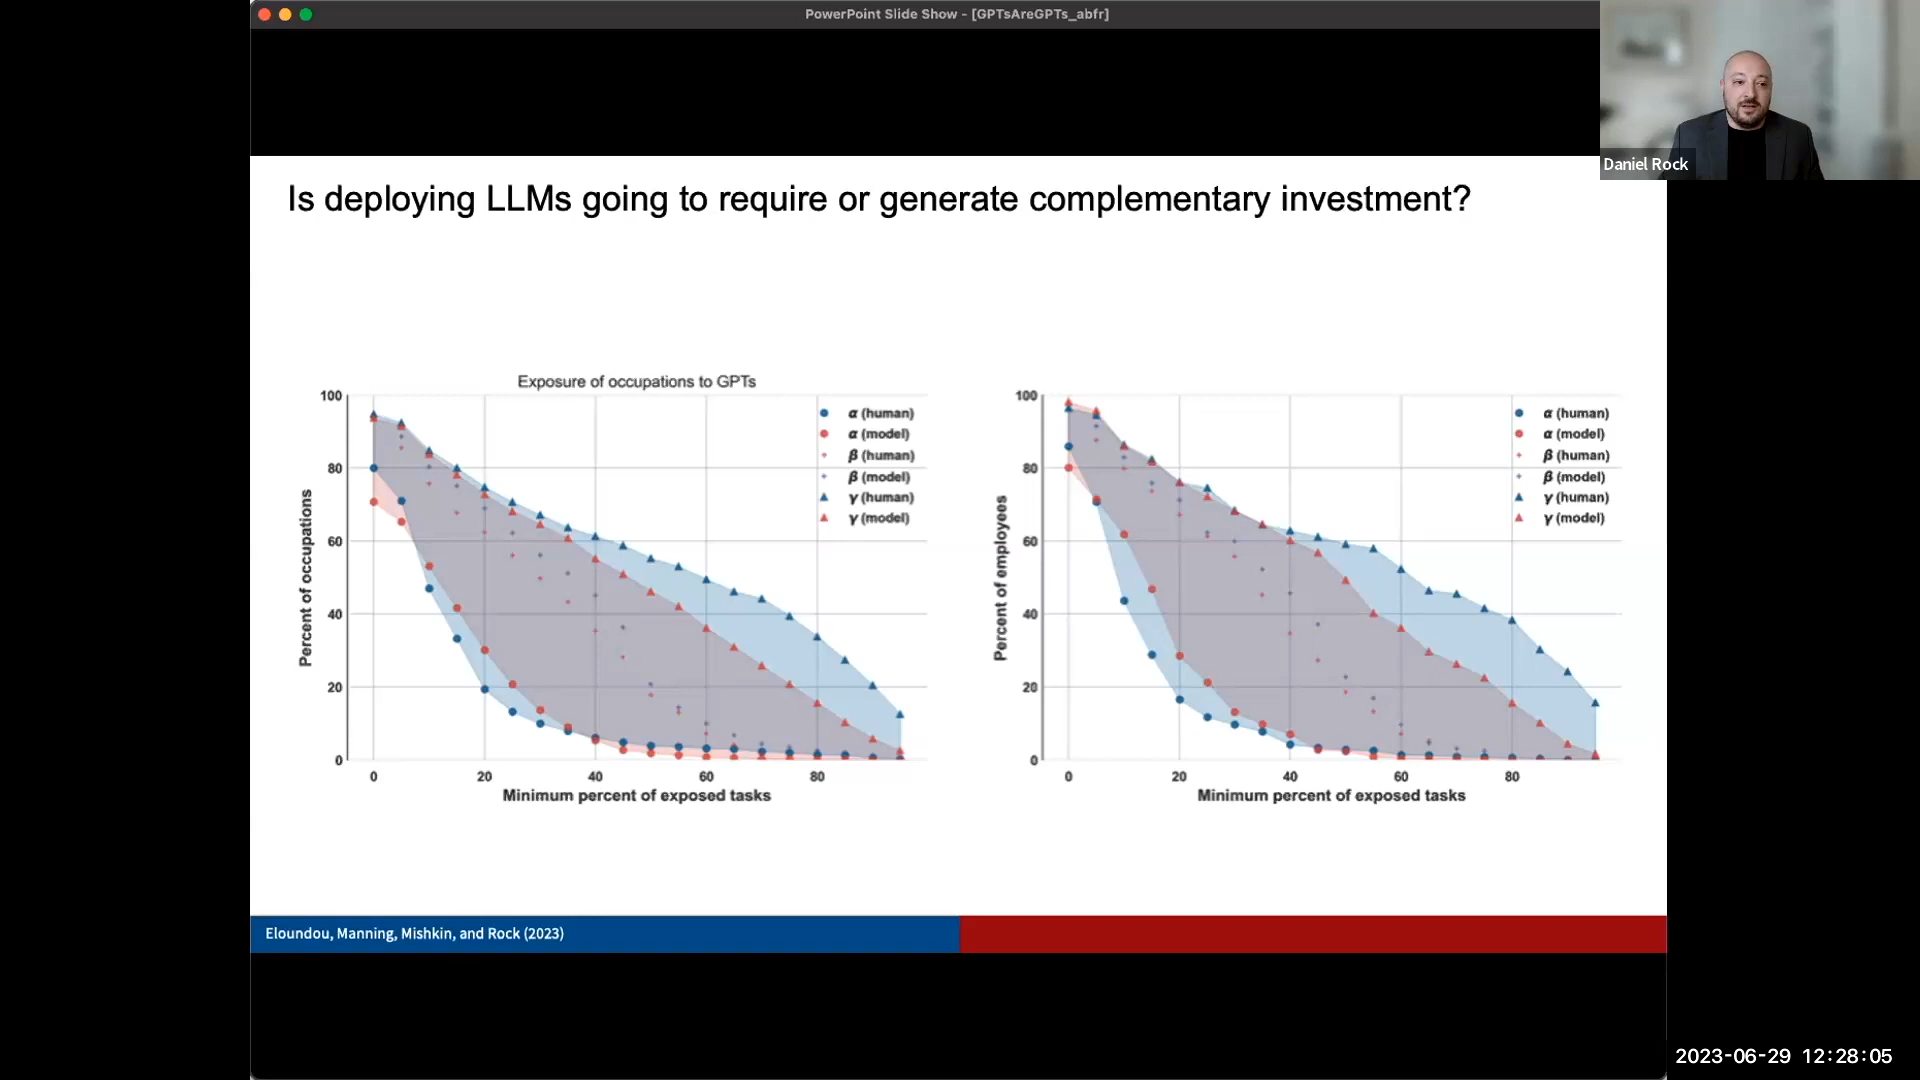 PowerPoint Slide Show - [GPTsAreGPTs_abfr]
Daniel Rock
Is deploying LLMs going to require or generate complementary investment?
Exposure of occupations to GPTs
Percent of occupations
100
80
60
40
20
0
0 20 40 60 80
Minimum percent of exposed tasks
α (human)
α (model)
β (human)
β (model)
γ (human)
γ (model)
Percent of employees
100
80
60
40
20
0
0 20 40 60 80
Minimum percent of exposed tasks
α (human)
α (model)
β (human)
β (model)
γ (human)
γ (model)
Eloundou, Manning, Mishkin, and Rock (2023)
2023-06-29 12:28:05